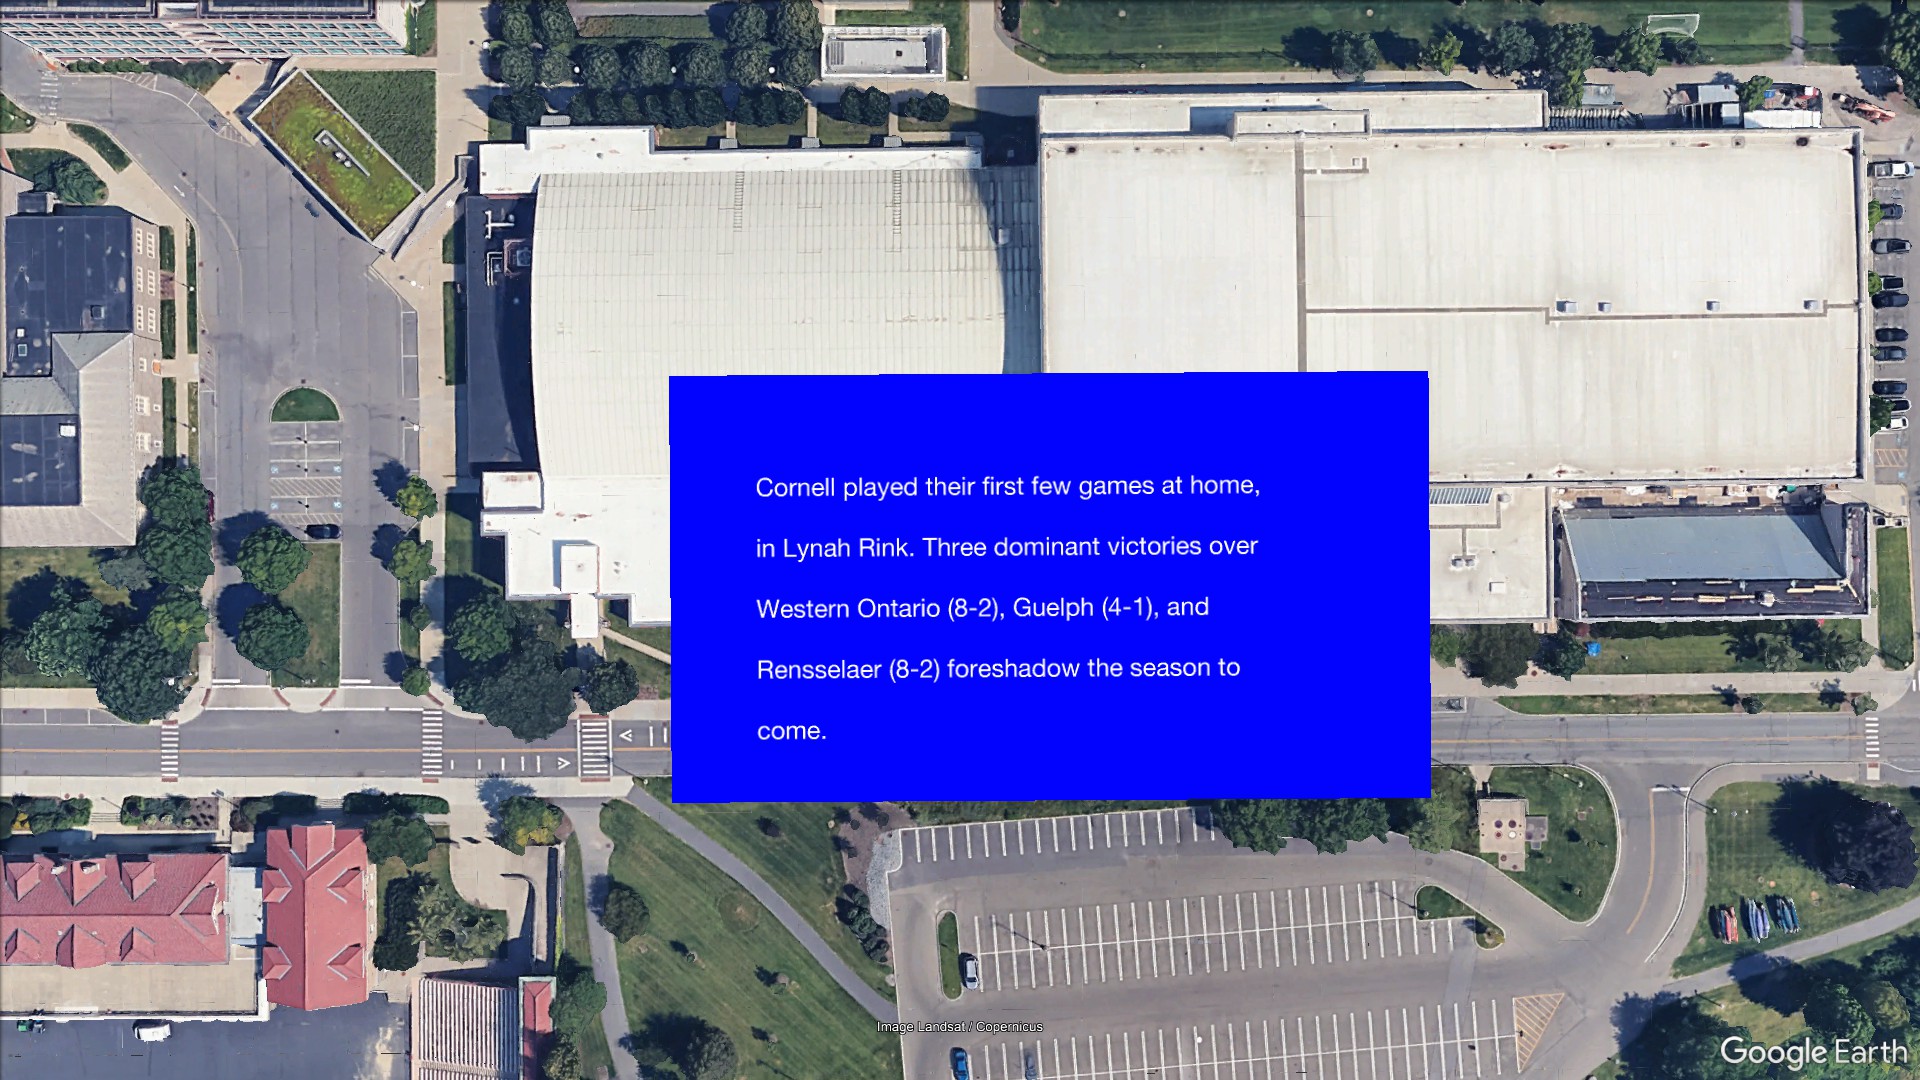 Cornell played their first few games at home,
in Lynah Rink. Three dominant victories over
Western Ontario (8-2), Guelph (4-1), and
Rensselaer (8-2) foreshadow the season to
come.
Image Landsat / Copernicus
Google Earth